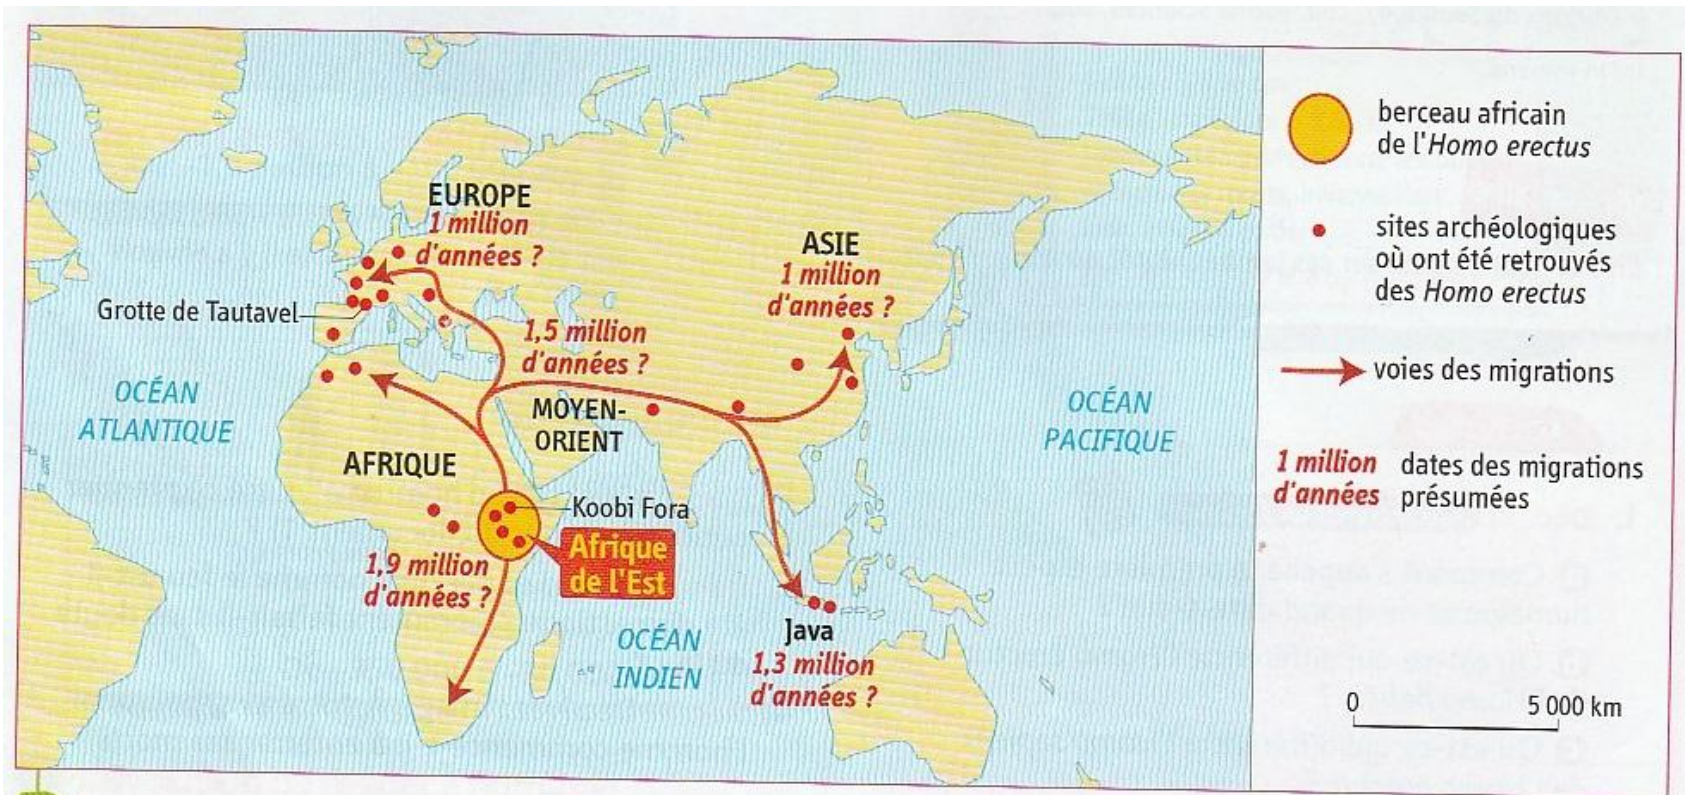 EUROPE
1 million
d'années ?
ASIE
1 million
d'années ?
Grotte de Tautavel
1,5 million
d'années ?
OCÉAN
ATLANTIQUE
MOYEN-
ORIENT
OCÉAN
PACIFIQUE
AFRIQUE
Koobi Fora
Afrique
de l'Est
1,9 million
d'années ?
OCÉAN
INDIEN
Java
1,3 million
d'années ?
berceau africain
de l'Homo erectus
sites archéologiques
où ont été retrouvés
des Homo erectus
voies des migrations
1 million
d'années
dates des migrations
présumées
0 5 000 km